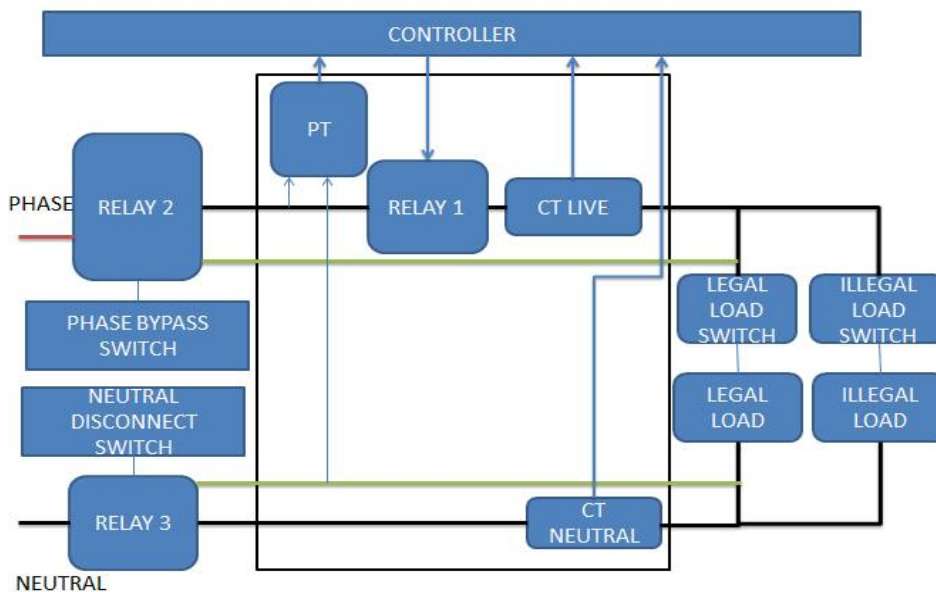 CONTROLLER
PT
PHASE
RELAY 2
RELAY 1
CT LIVE
PHASE BYPASS
SWITCH
LEGAL
LOAD
SWITCH
ILLEGAL
LOAD
SWITCH
NEUTRAL
DISCONNECT
SWITCH
LEGAL
LOAD
ILLEGAL
LOAD
RELAY 3
CT
NEUTRAL
NEUTRAL